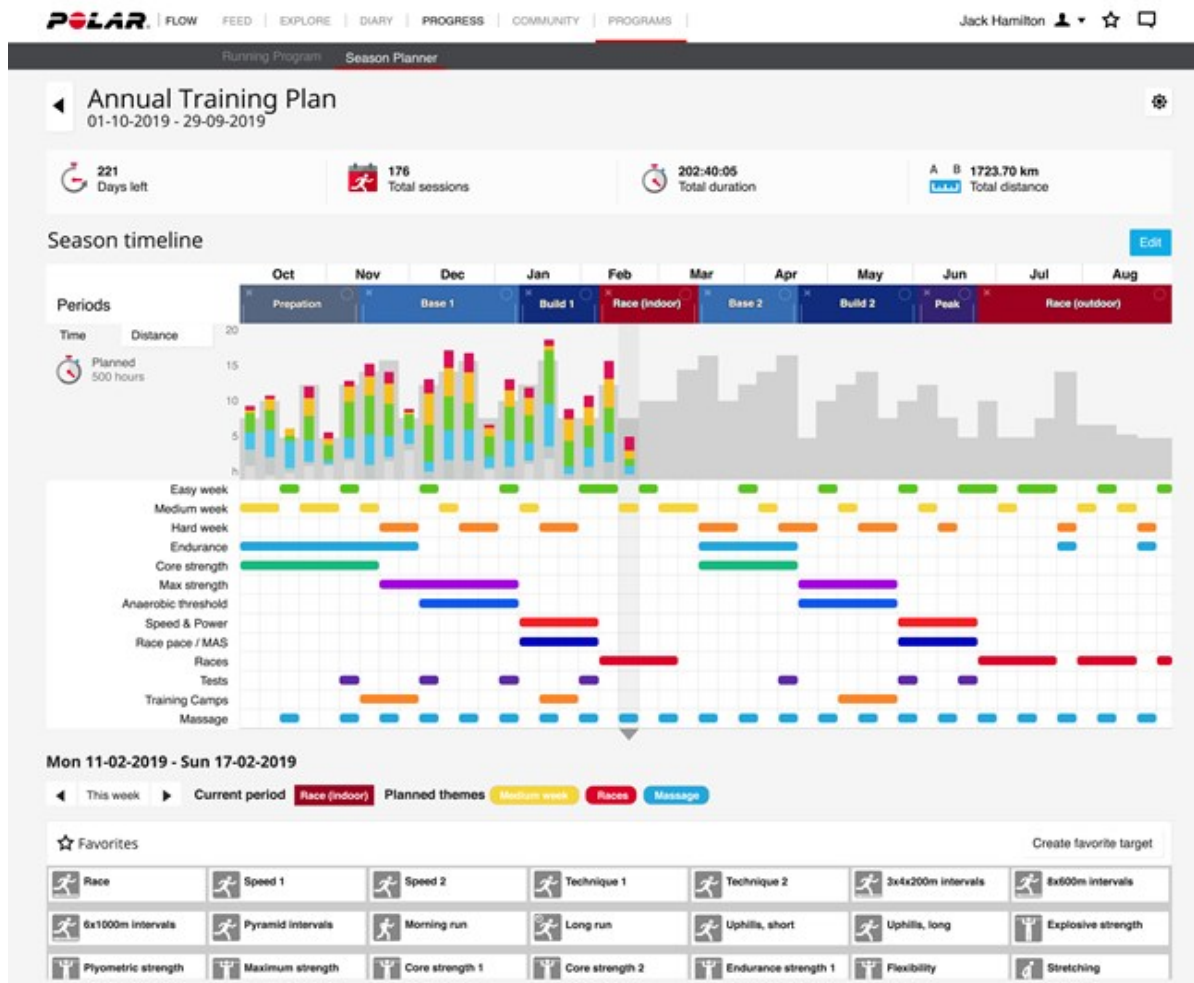 POLAR. FLOW FEED EXPLORE DIARY PROGRESS COMMUNITY PROGRAMS Jack Hamilton
Running Program Season Planner
Annual Training Plan
01-10-2019 - 29-09-2019
221 176 202:40:05 A B 1723.70 km
Days left Total sessions Total duration Total distance
Season timeline Edit
Oct Nov Dec Jan Feb Mar Apr May Jun Jul Aug
Periods Prepation Base 1 Build 1 Race (indoor) Base 2 Build 2 Peak Race (outdoor)
Time Distance 20
Planned
500 hours
15
10
5
h
Easy week
Medium week
Hard week
Endurance
Core strength
Max strength
Anaerobic threshold
Speed & Power
Race pace / MAS
Races
Tests
Training Camps
Massage
Mon 11-02-2019 - Sun 17-02-2019
This week Current period Race (indoor) Planned themes Medium week Races Massage
Favorites Create favorite target
Race Speed 1 Speed 2 Technique 1 Technique 2 3x4x200m intervals 8x600m intervals
6x1000m intervals Pyramid intervals Morning run Long run Uphills, short Uphills, long Explosive strength
Plyometric strength Maximum strength Core strength 1 Core strength 2 Endurance strength 1 Flexibility Stretching